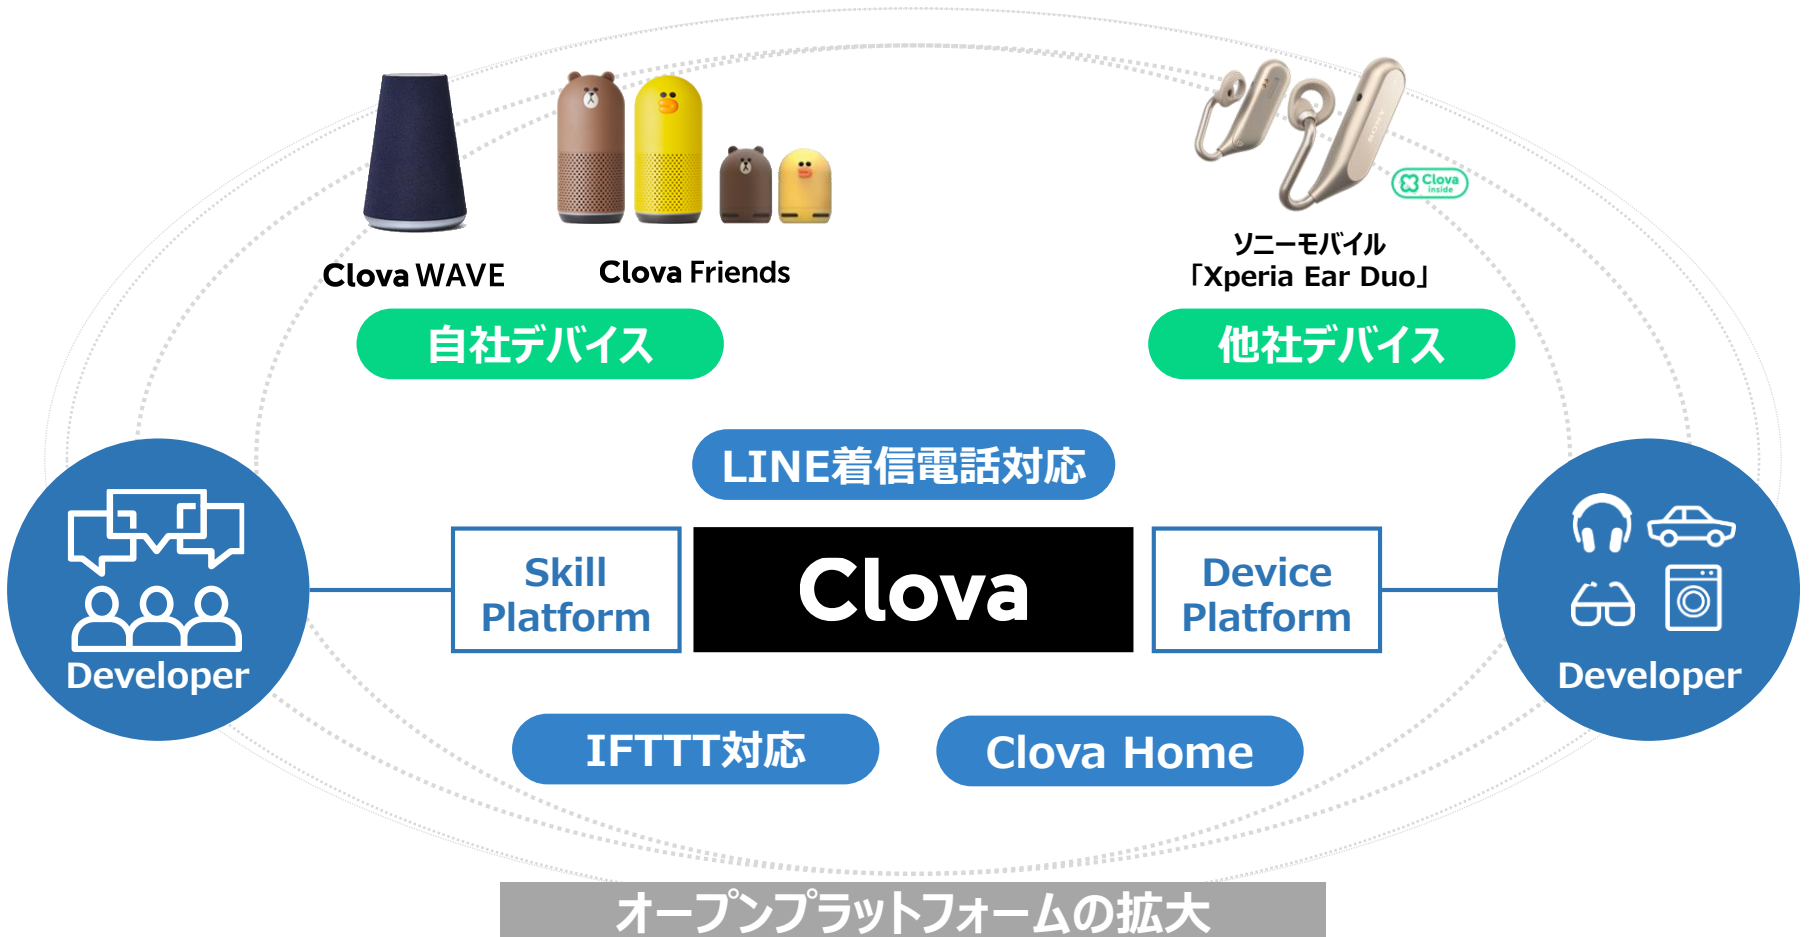 Clova inside
ソニーモバイル
「Xperia Ear Duo」
Clova WAVE
Clova Friends
自社デバイス
他社デバイス
LINE着信電話対応
Skill
Platform
Clova
Device
Platform
Developer
Developer
IFTTT対応
Clova Home
オープンプラットフォームの拡大
SONY